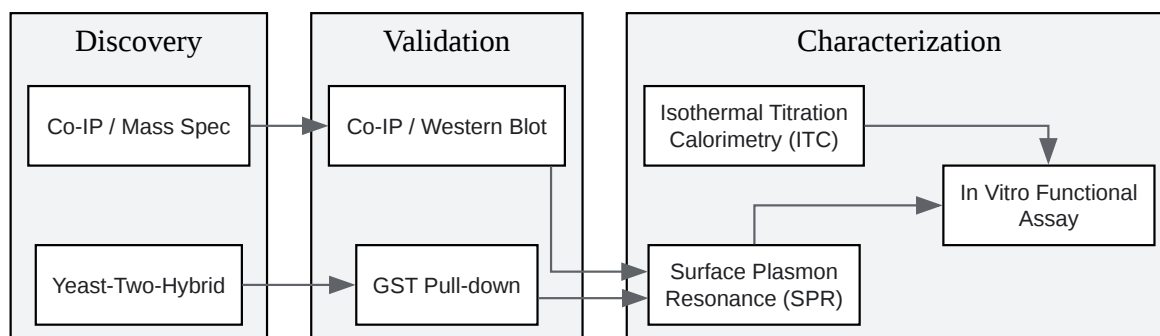 Discovery
Co-IP / Mass Spec
Yeast-Two-Hybrid
Validation
Co-IP / Western Blot
GST Pull-down
Characterization
Isothermal Titration
Calorimetry (ITC)
In Vitro Functional
Assay
Surface Plasmon
Resonance (SPR)